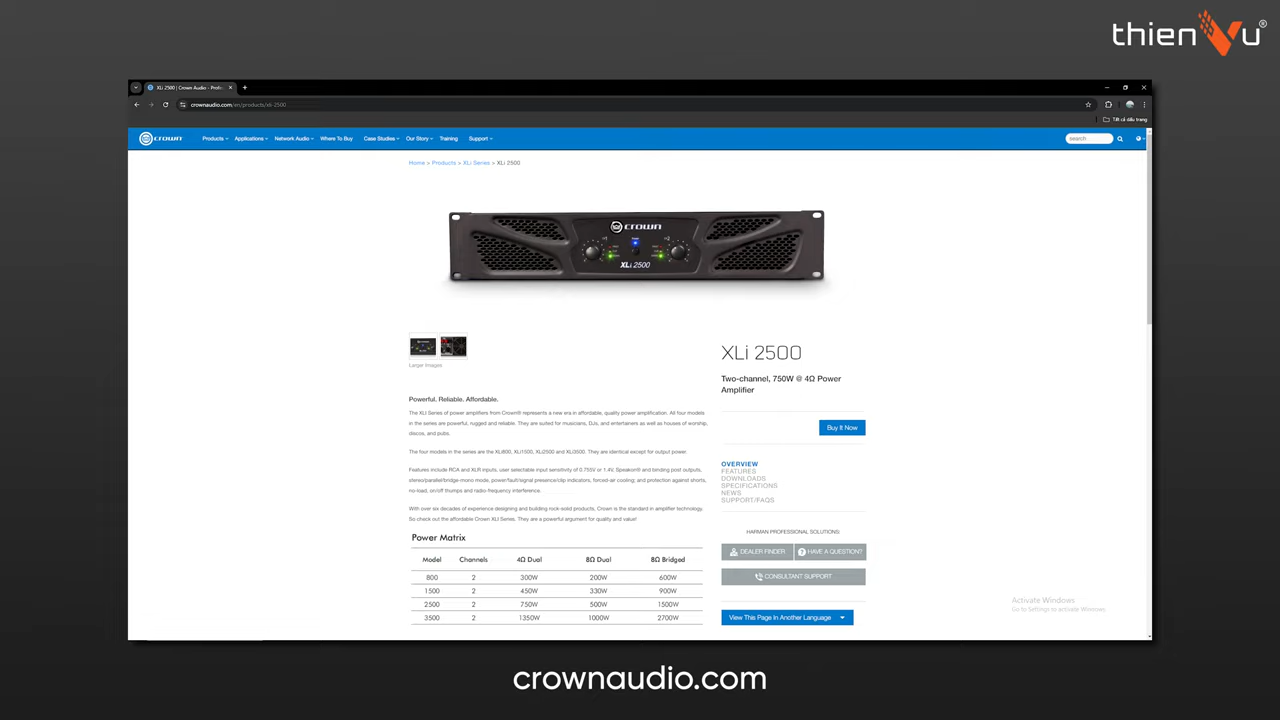 thienVu®
XLi 2500 | Crown Audio - Profes
crownaudio.com/en/products/xli-2500
Tất cả dấu trang
crown
Products
Applications
Network Audio
Where To Buy
Case Studies
Our Story
Training
Support
search
Home > Products > XLi Series > XLi 2500
crown
XLi 2500
Larger Images
XLi 2500
Two-channel, 750W @ 4Ω Power
Amplifier
Buy It Now
Powerful. Reliable. Affordable.
The XLi Series of power amplifiers from Crown® represents a new era in affordable, quality power amplification. All four models
in the series are powerful, rugged and reliable. They are suited for musicians, DJs, and entertainers as well as houses of worship,
discos, and pubs.
The four models in the series are the XLi800, XLi1500, XLi2500 and XLi3500. They are identical except for output power.
Features include RCA and XLR inputs, user selectable input sensitivity of 0.755V or 1.4V, Speakon® and binding post outputs,
stereo/parallel/bridge-mono mode, power/fault/signal presence/clip indicators, forced-air cooling; and protection against shorts,
no-load, on/off thumps and radio-frequency interference.
With over six decades of experience designing and building rock-solid products, Crown is the standard in amplifier technology.
So check out the affordable Crown XLi Series. They are a powerful argument for quality and value!
OVERVIEW
FEATURES
DOWNLOADS
SPECIFICATIONS
NEWS
SUPPORT/FAQS
HARMAN PROFESSIONAL SOLUTIONS:
DEALER FINDER
HAVE A QUESTION?
CONSULTANT SUPPORT
View This Page In Another Language
Power Matrix
Model Channels 4Ω Dual 8Ω Dual 8Ω Bridged
800 2 300W 200W 600W
1500 2 450W 330W 900W
2500 2 750W 500W 1500W
3500 2 1350W 1000W 2700W
Activate Windows
Go to Settings to activate Windows.
crownaudio.com